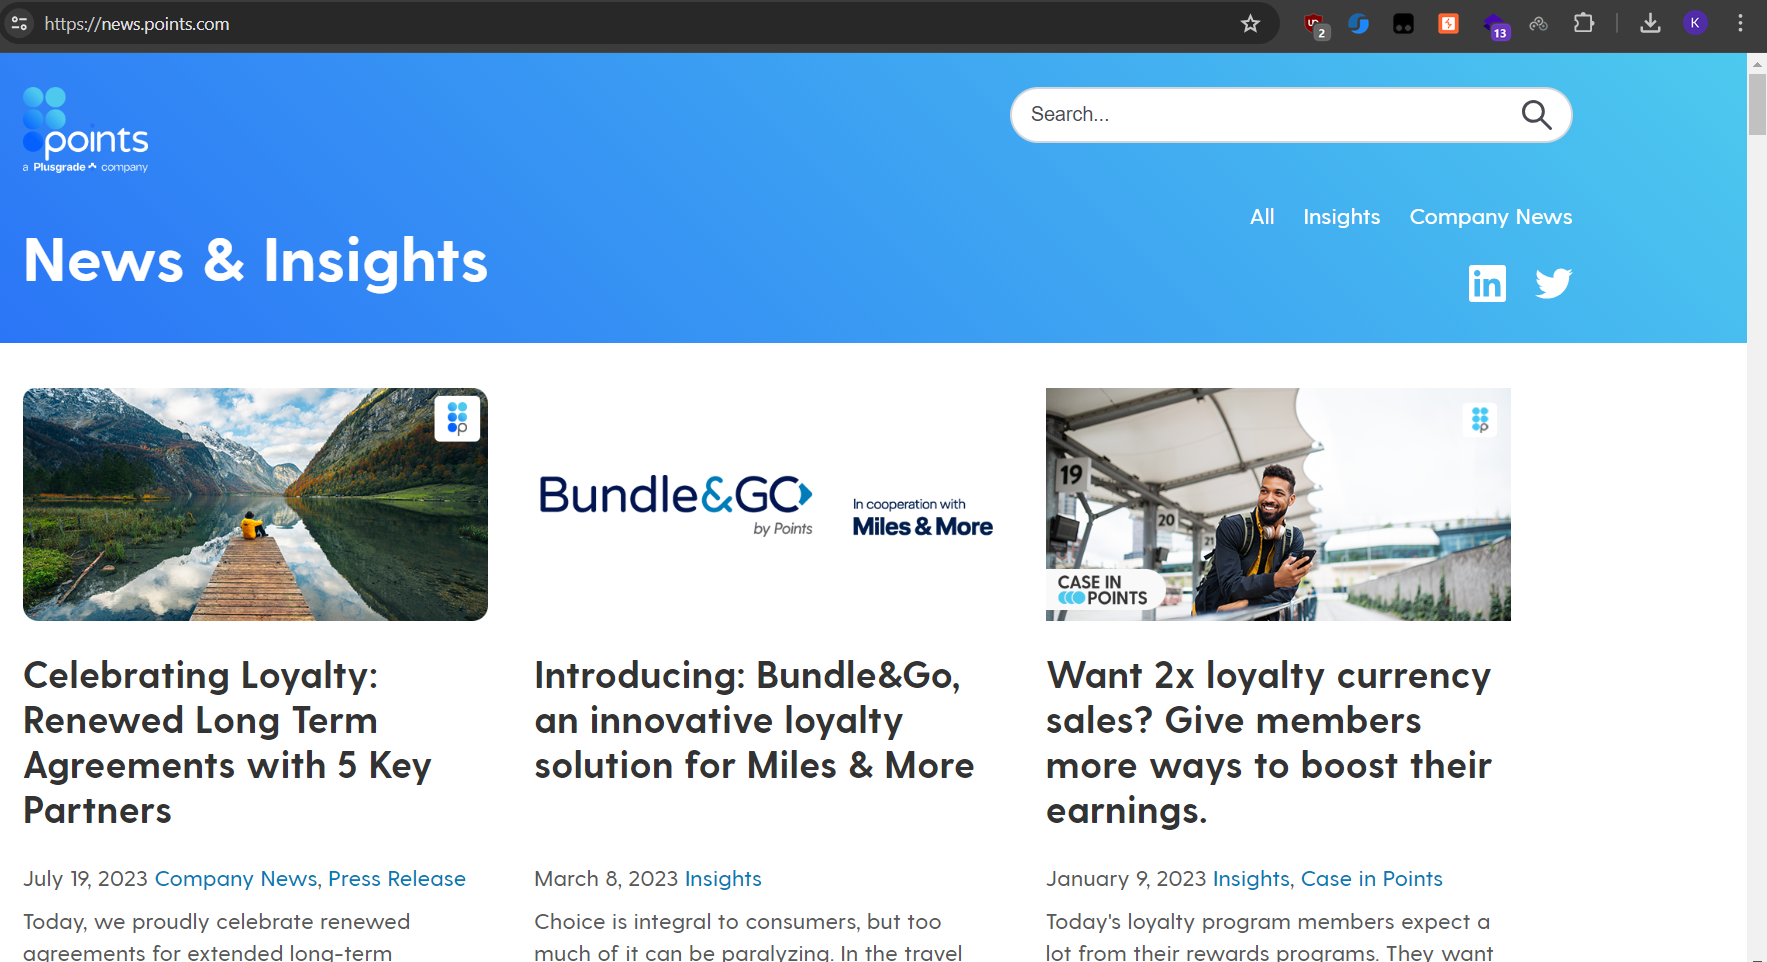 https://news.points.com
2
13
K
points
a Plusgrade company
Search...
All Insights Company News
News & Insights
in
p
Bundle&GO
by Points
In cooperation with
Miles & More
19
20
21
p
CASE IN
POINTS
Celebrating Loyalty:
Renewed Long Term
Agreements with 5 Key
Partners
July 19, 2023 Company News, Press Release
Today, we proudly celebrate renewed
agreements for extended long-term
Introducing: Bundle&Go,
an innovative loyalty
solution for Miles & More
March 8, 2023 Insights
Choice is integral to consumers, but too
much of it can be paralyzing. In the travel
Want 2x loyalty currency
sales? Give members
more ways to boost their
earnings.
January 9, 2023 Insights, Case in Points
Today's loyalty program members expect a
lot from their rewards programs. They want